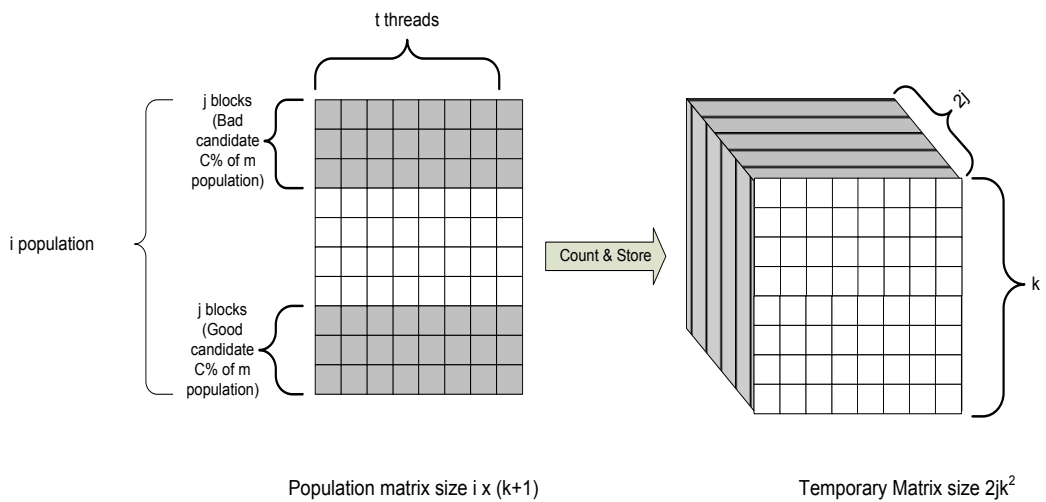 t threads
j blocks
(Bad
candidate
C% of m
population)
i population
j blocks
(Good
candidate
C% of m
population)
Count & Store
2j
k
Population matrix size i x (k+1)
Temporary Matrix size 2jk²